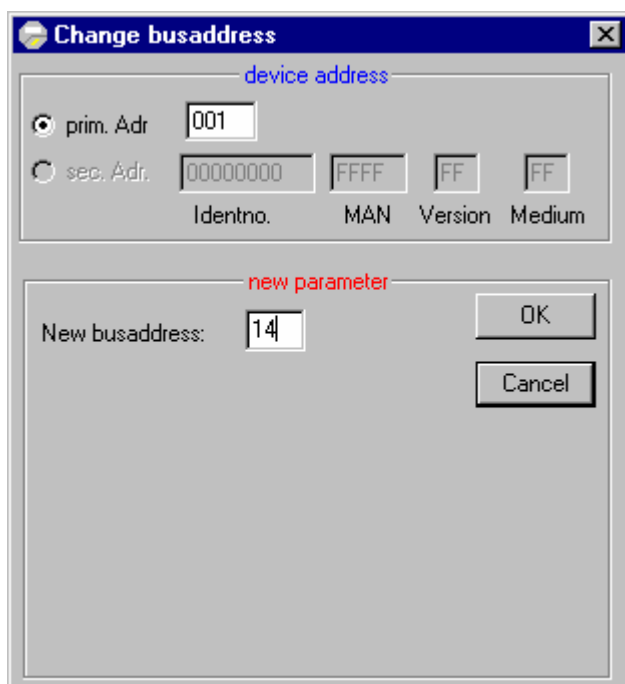 Change busaddress
device address
prim. Adr 001
sec. Adr. 00000000 FFFF FF FF
Identno. MAN Version Medium
new parameter
New busaddress: 14 OK
Cancel